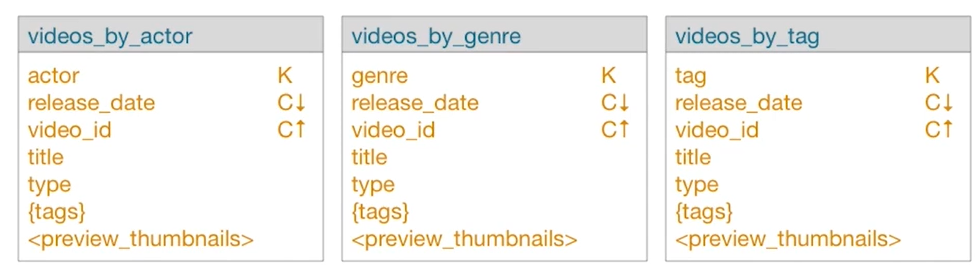 videos_by_actor
actor K
release_date C↓
video_id C↑
title
type
{tags}
<preview_thumbnails>
videos_by_genre
genre K
release_date C↓
video_id C↑
title
type
{tags}
<preview_thumbnails>
videos_by_tag
tag K
release_date C↓
video_id C↑
title
type
{tags}
<preview_thumbnails>